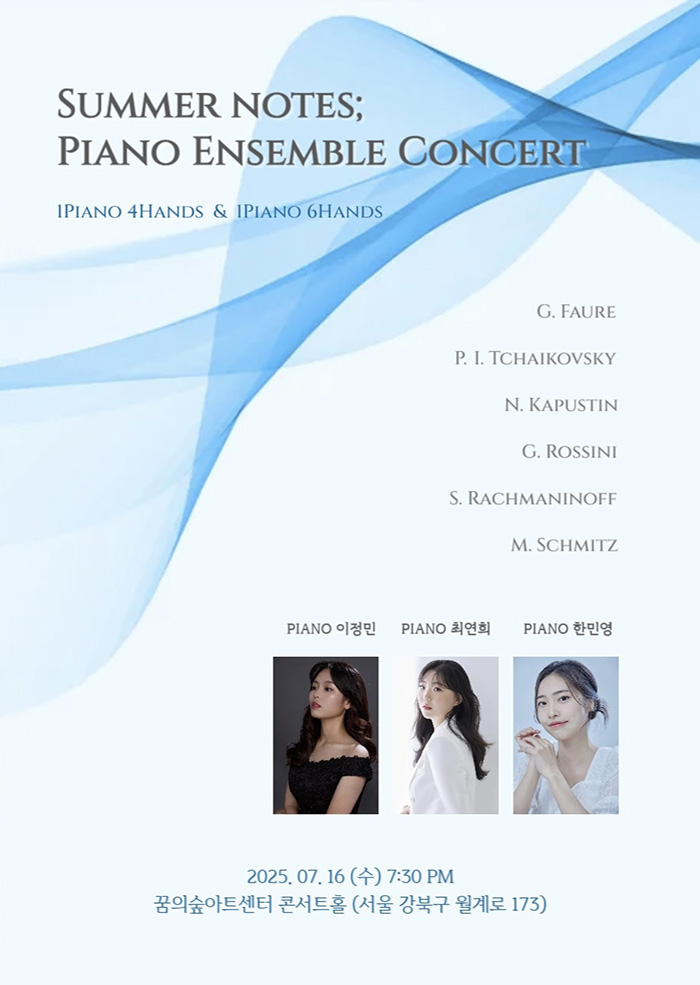 SUMMER NOTES;
PIANO ENSEMBLE CONCERT
1PIANO 4HANDS & 1PIANO 6HANDS
G. FAURE
P. I. TCHAIKOVSKY
N. KAPUSTIN
G. ROSSINI
S. RACHMANINOFF
M. SCHMITZ
PIANO 이정민 PIANO 최연희 PIANO 한민영
2025. 07. 16 (수) 7:30 PM
꿈의숲아트센터 콘서트홀 (서울 강북구 월계로 173)